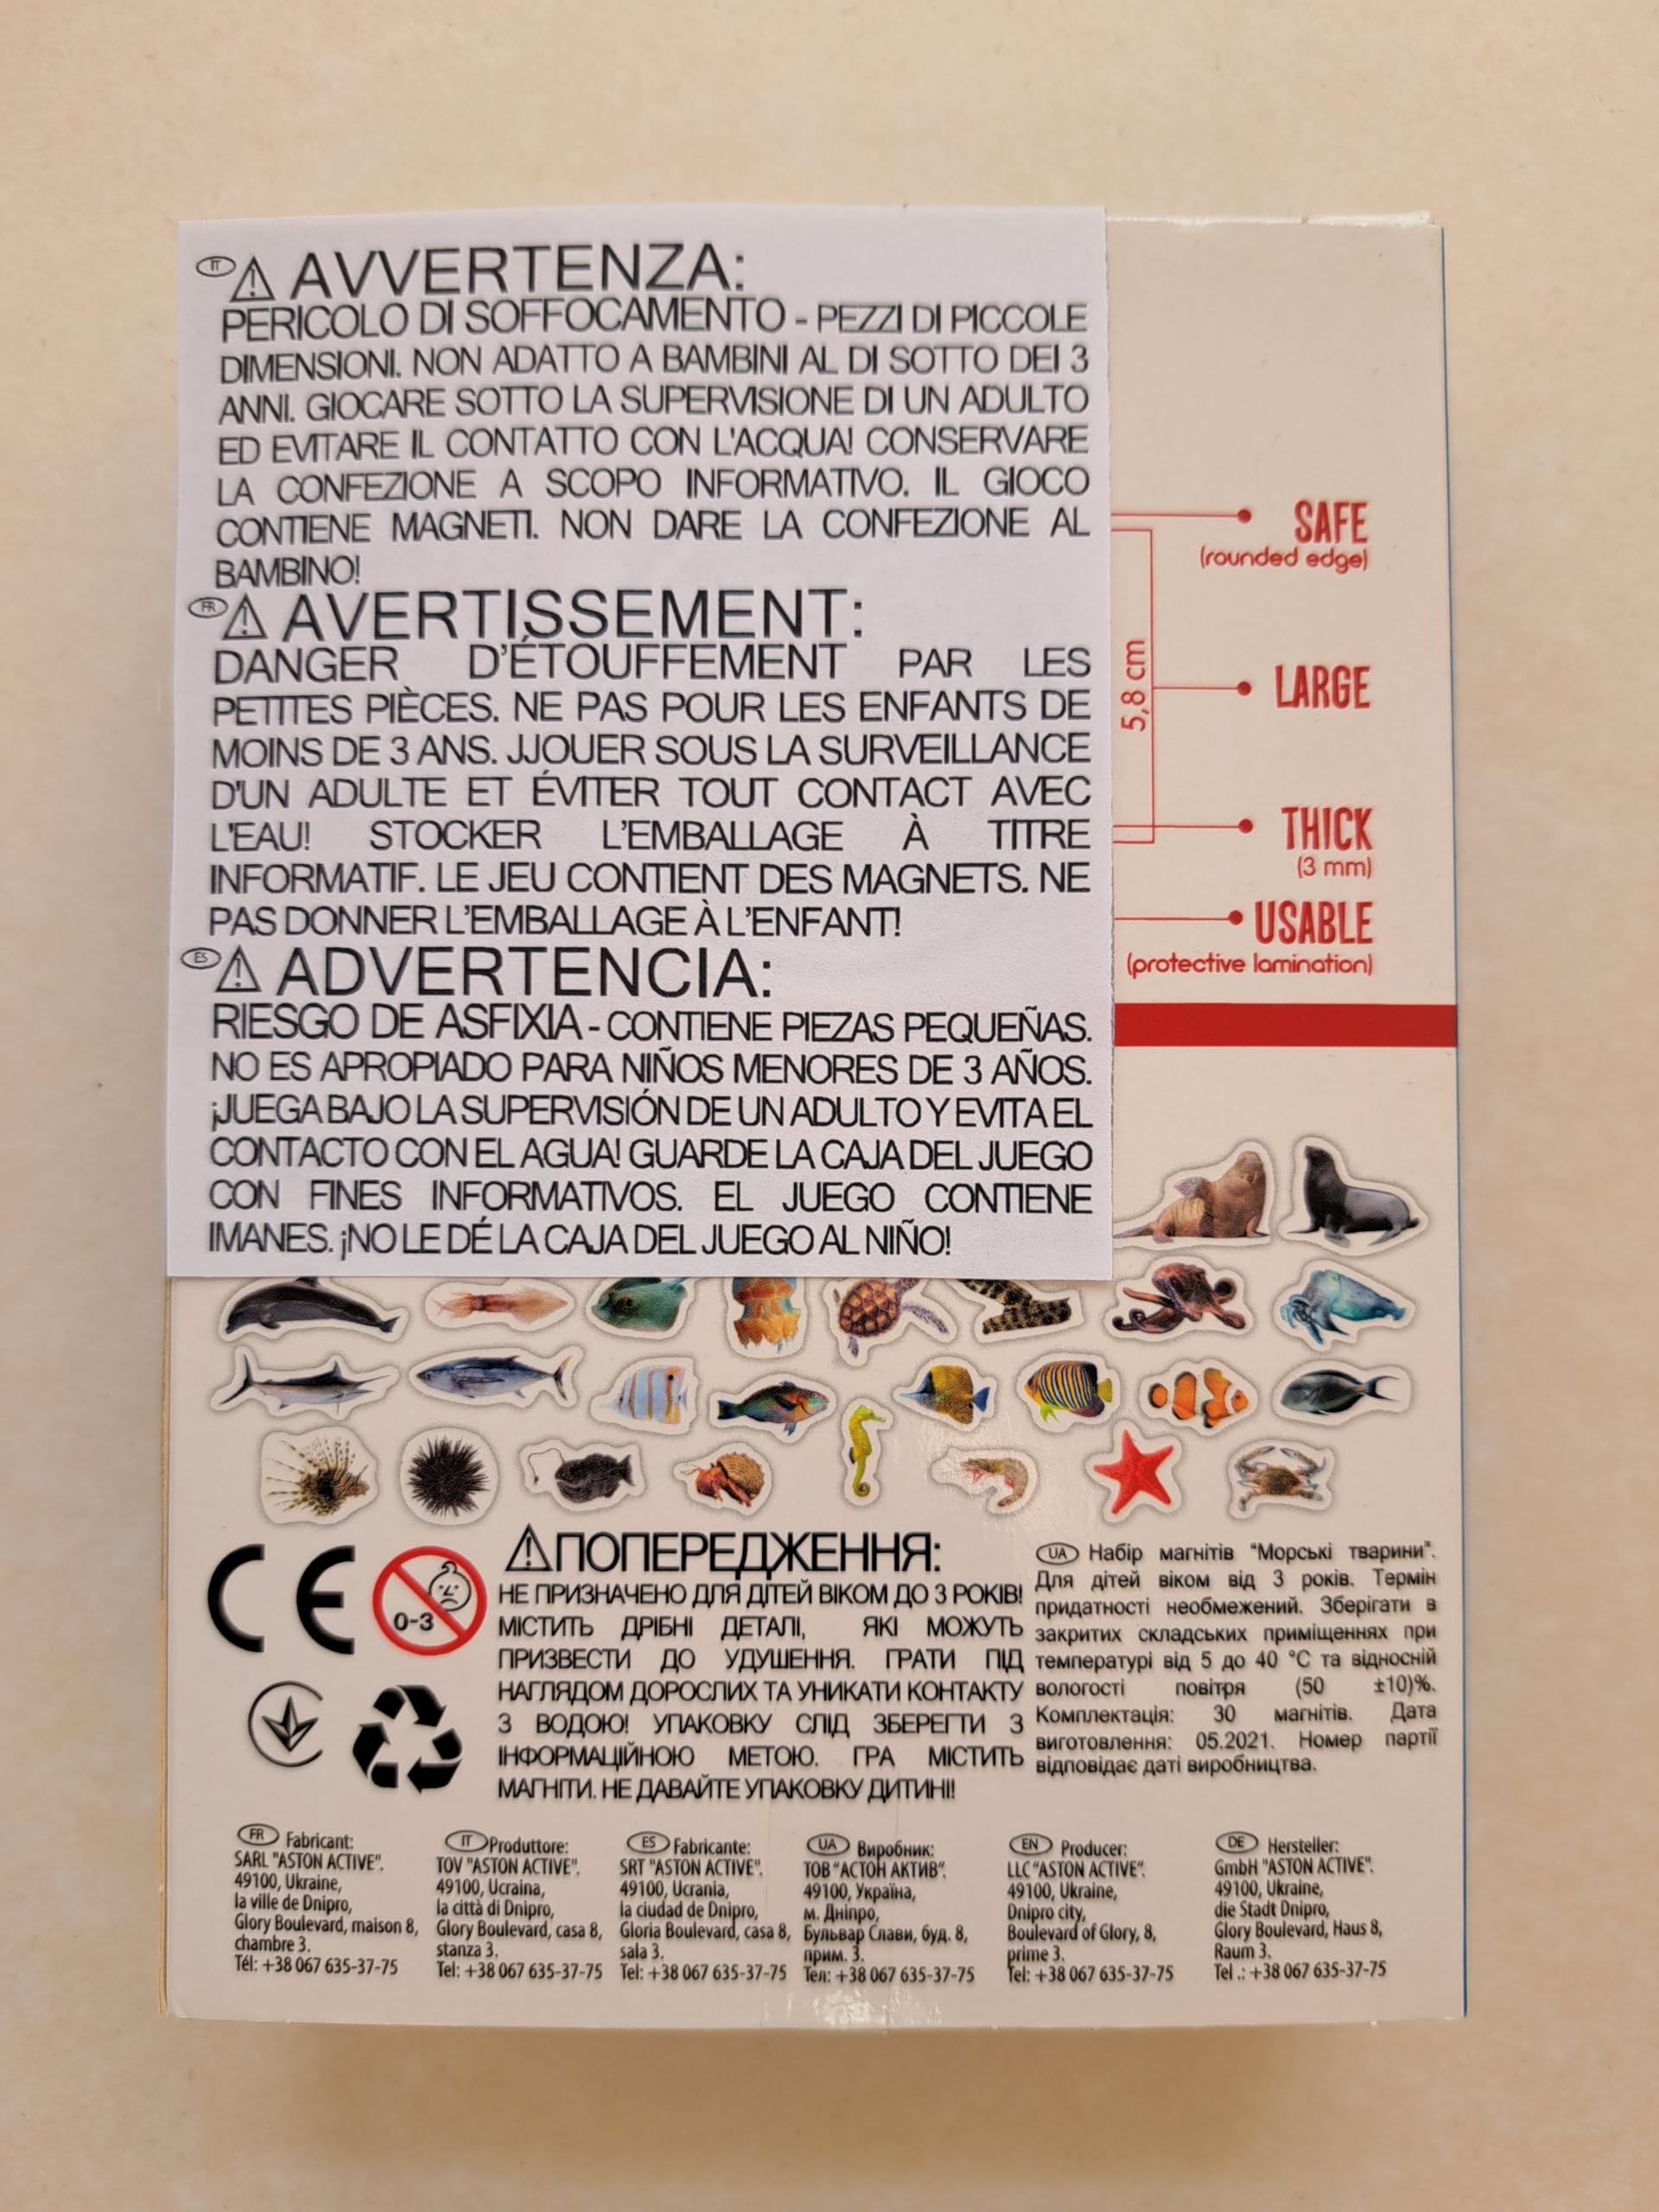 IT ⚠ AVVERTENZA:
PERICOLO DI SOFFOCAMENTO - PEZZI DI PICCOLE
DIMENSIONI. NON ADATTO A BAMBINI AL DI SOTTO DEI 3
ANNI. GIOCARE SOTTO LA SUPERVISIONE DI UN ADULTO
ED EVITARE IL CONTATTO CON L'ACQUA! CONSERVARE
LA CONFEZIONE A SCOPO INFORMATIVO. IL GIOCO
CONTIENE MAGNETI. NON DARE LA CONFEZIONE AL
BAMBINO!
FR ⚠ AVERTISSEMENT:
DANGER D'ÉTOUFFEMENT PAR LES
PETITES PIÈCES. NE PAS POUR LES ENFANTS DE
MOINS DE 3 ANS. JJOUER SOUS LA SURVEILLANCE
D'UN ADULTE ET ÉVITER TOUT CONTACT AVEC
L'EAU! STOCKER L'EMBALLAGE À TITRE
INFORMATIF. LE JEU CONTIENT DES MAGNETS. NE
PAS DONNER L'EMBALLAGE À L'ENFANT!
ES ⚠ ADVERTENCIA:
RIESGO DE ASFIXIA - CONTIENE PIEZAS PEQUEÑAS.
NO ES APROPIADO PARA NIÑOS MENORES DE 3 AÑOS.
¡JUEGA BAJO LA SUPERVISIÓN DE UN ADULTO Y EVITA EL
CONTACTO CON EL AGUA! GUARDE LA CAJA DEL JUEGO
CON FINES INFORMATIVOS. EL JUEGO CONTIENE
IMANES. ¡NO LE DÉ LA CAJA DEL JUEGO AL NIÑO!
SAFE
(rounded edge)
5,8 cm
LARGE
THICK
(3 mm)
USABLE
(protective lamination)
CE
0-3
⚠ПОПЕРЕДЖЕННЯ:
НЕ ПРИЗНАЧЕНО ДЛЯ ДІТЕЙ ВІКОМ ДО 3 РОКІВ!
МІСТИТЬ ДРІБНІ ДЕТАЛІ, ЯКІ МОЖУТЬ
ПРИЗВЕСТИ ДО УДУШЕННЯ. ГРАТИ ПІД
НАГЛЯДОМ ДОРОСЛИХ ТА УНИКАТИ КОНТАКТУ
З ВОДОЮ! УПАКОВКУ СЛІД ЗБЕРЕГТИ З
ІНФОРМАЦІЙНОЮ МЕТОЮ. ГРА МІСТИТЬ
МАГНІТИ. НЕ ДАВАЙТЕ УПАКОВКУ ДИТИНІ!
UA Набір магнітів "Морські тварини".
Для дітей віком від 3 років. Термін
придатності необмежений. Зберігати в
закритих складських приміщеннях при
температурі від 5 до 40 °C та відносній
вологості повітря (50 ±10)%.
Комплектація: 30 магнітів. Дата
виготовлення: 05.2021. Номер партії
відповідає даті виробництва.
FR Fabricant:
SARL "ASTON ACTIVE".
49100, Ukraine,
la ville de Dnipro,
Glory Boulevard, maison 8,
chambre 3.
Tél: +38 067 635-37-75
IT Produttore:
TOV "ASTON ACTIVE".
49100, Ucraina,
la città di Dnipro,
Glory Boulevard, casa 8,
stanza 3.
Tel: +38 067 635-37-75
ES Fabricante:
SRT "ASTON ACTIVE".
49100, Ucrania,
la ciudad de Dnipro,
Gloria Boulevard, casa 8,
sala 3.
Tel: +38 067 635-37-75
UA Виробник:
ТОВ "АСТОН АКТИВ".
49100, Україна,
м. Дніпро,
Бульвар Слави, буд. 8,
прим. 3.
Тел: +38 067 635-37-75
EN Producer:
LLC "ASTON ACTIVE".
49100, Ukraine,
Dnipro city,
Boulevard of Glory, 8,
prime 3.
Tel: +38 067 635-37-75
DE Hersteller:
GmbH "ASTON ACTIVE".
49100, Ukraine,
die Stadt Dnipro,
Glory Boulevard, Haus 8,
Raum 3.
Tel .: +38 067 635-37-75